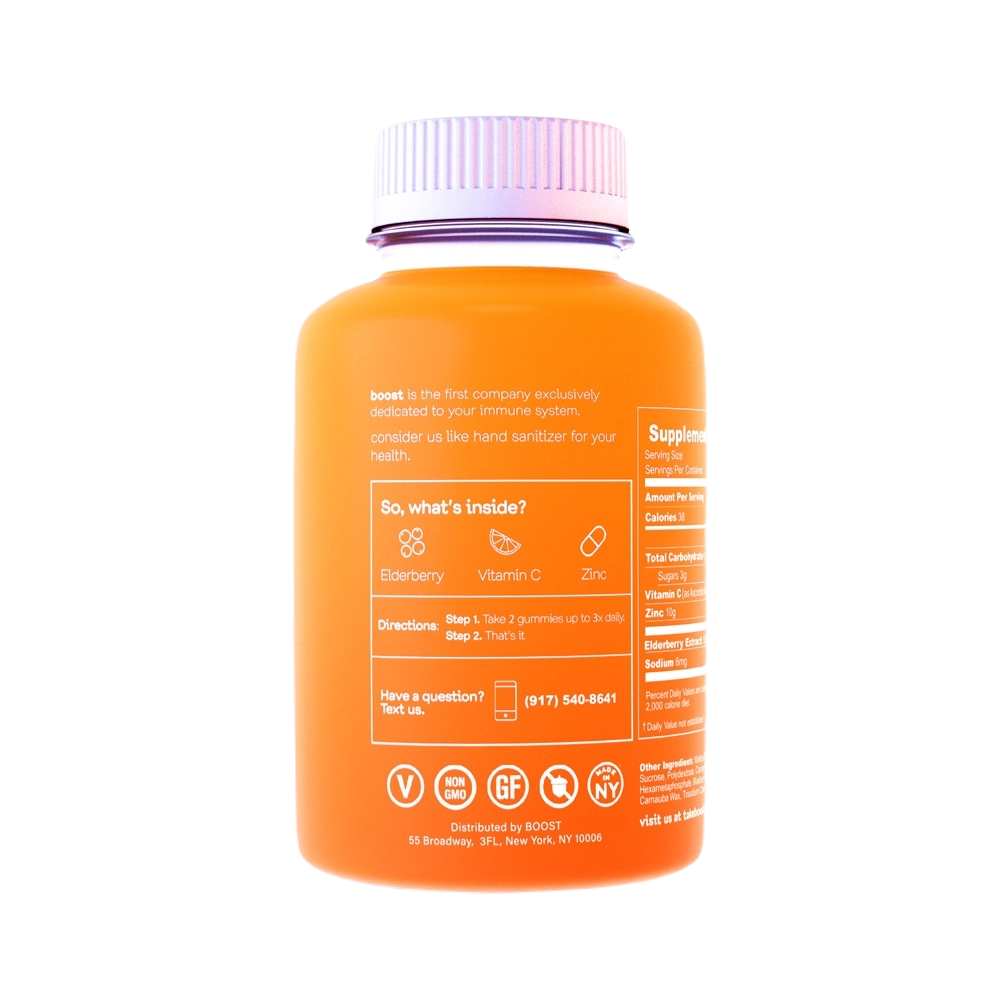 boost is the first company exclusively
dedicated to your immune system.
consider us like hand sanitizer for your
health.
So, what's inside?
Elderberry
Vitamin C
Zinc
Directions:
Step 1. Take 2 gummies up to 3x daily.
Step 2. That's it
Have a question?
Text us.
(917) 540-8641
V
NON
GMO
GF
MADE
IN
NY
Distributed by BOOST
55 Broadway, 3FL, New York, NY 10006
Serving Size
Servings Per Container
Amount Per Serving
Calories 38
Total Carbohydrate
Sugars 3g
Vitamin C (as
Zinc 10g
Elderberry Extract
Sodium 6mg
Percent Daily Values are
2,000 calorie diet.
† Daily Value not established
Other Ingredients
Sucrose, Polydextrose,
Hexametaphosphate,
Carnauba Wax,
visit us at